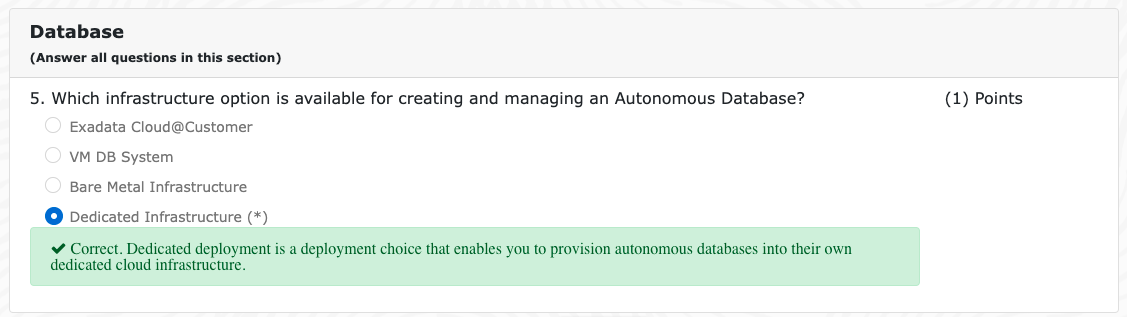 Database
(Answer all questions in this section)
5. Which infrastructure option is available for creating and managing an Autonomous Database? (1) Points
Exadata Cloud@Customer
VM DB System
Bare Metal Infrastructure
Dedicated Infrastructure (*)
✔ Correct. Dedicated deployment is a deployment choice that enables you to provision autonomous databases into their own
dedicated cloud infrastructure.